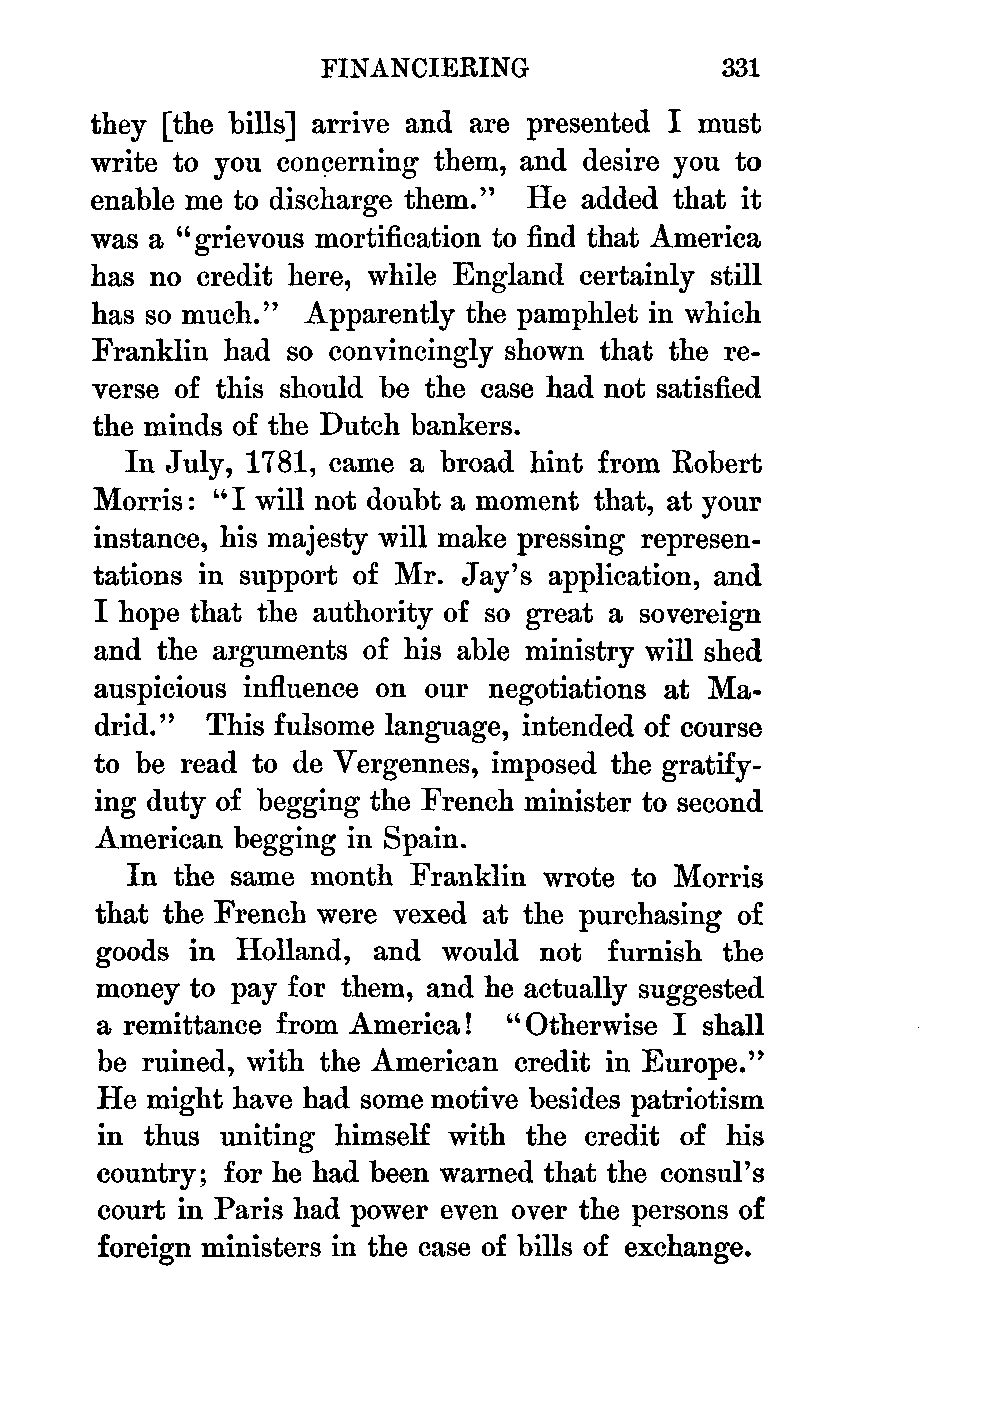 FINANCIERING 331
they [the bills] arrive and are presented I must
write to you concerning them, and desire you to
enable me to discharge them.” He added that it
was a “grievous mortification to find that America
has no credit here, while England certainly still
has so much.” Apparently the pamphlet in which
Franklin had so convincingly shown that the re-
verse of this should be the case had not satisfied
the minds of the Dutch bankers.
In July, 1781, came a broad hint from Robert
Morris: “I will not doubt a moment that, at your
instance, his majesty will make pressing represen-
tations in support of Mr. Jay’s application, and
I hope that the authority of so great a sovereign
and the arguments of his able ministry will shed
auspicious influence on our negotiations at Ma-
drid.” This fulsome language, intended of course
to be read to de Vergennes, imposed the gratify-
ing duty of begging the French minister to second
American begging in Spain.
In the same month Franklin wrote to Morris
that the French were vexed at the purchasing of
goods in Holland, and would not furnish the
money to pay for them, and he actually suggested
a remittance from America! “Otherwise I shall
be ruined, with the American credit in Europe.”
He might have had some motive besides patriotism
in thus uniting himself with the credit of his
country; for he had been warned that the consul’s
court in Paris had power even over the persons of
foreign ministers in the case of bills of exchange.